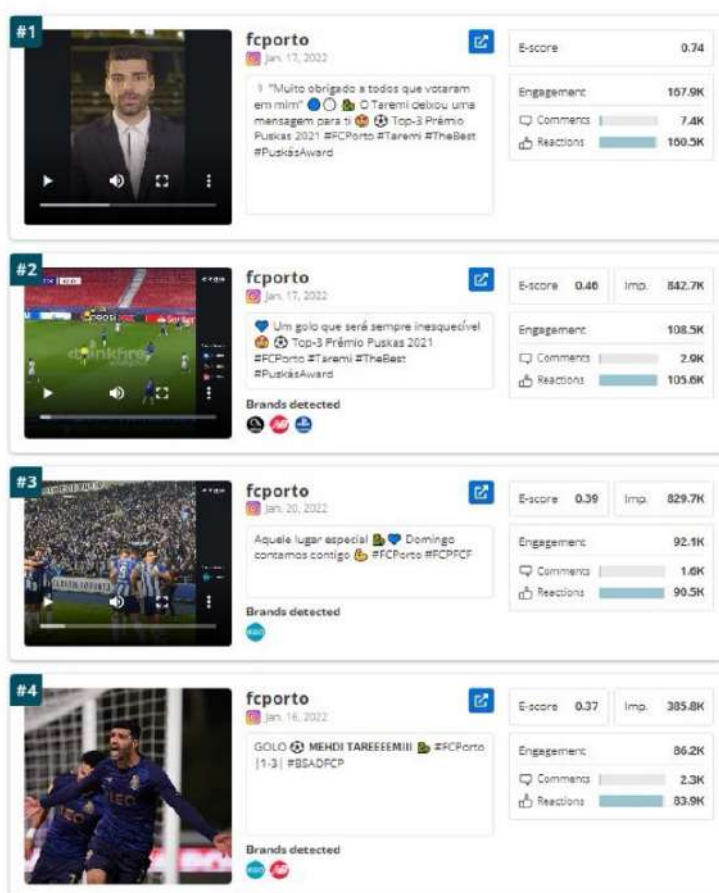 #1
fcporto
Jan. 17, 2022
"Muito obrigado a todos que votaram
em mim" O Taremi deixou uma
mensagem para ti Top-3 Prémio
Puskas 2021 #FCPorto #Taremi #TheBest
#PuskásAward
E-score 0.74
Engagement 167.9K
Comments 7.4K
Reactions 160.5K
#2
fcporto
Jan. 17, 2022
💙 Um golo que será sempre inesquecível
Top-3 Prémio Puskas 2021
#FCPorto #Taremi #TheBest
#PuskásAward
Brands detected
E-score 0.46 Imp. 842.7K
Engagement 108.5K
Comments 2.9K
Reactions 105.6K
pepsi
#3
fcporto
Jan. 20, 2022
Aquele lugar especial 💙 Domingo
contamos contigo 💪 #FCPorto #FCPFCF
Brands detected
E-score 0.39 Imp. 829.7K
Engagement 92.1K
Comments 1.6K
Reactions 90.5K
#4
fcporto
Jan. 16, 2022
GOLO ⚽ MEHDI TAREEEEMIII #FCPorto
|1-3| #BSADFCP
Brands detected
E-score 0.37 Imp. 385.8K
Engagement 86.2K
Comments 2.3K
Reactions 83.9K